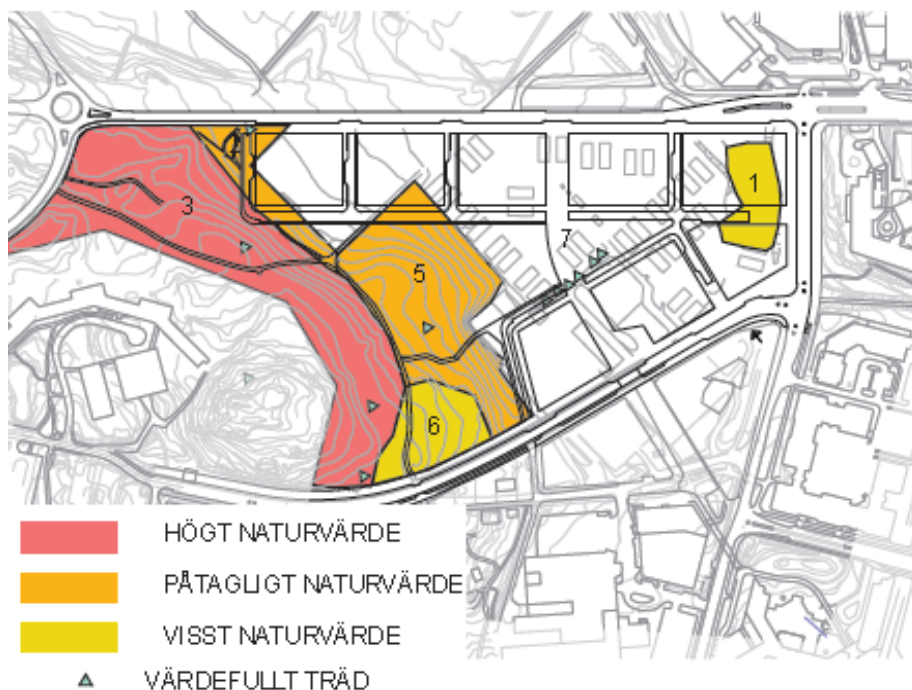 1
3
7
5
6
HÖGT NATURVÄRDE
PÅTAGLIGT NATURVÄRDE
VISST NATURVÄRDE
VÄRDEFULLT TRÄD